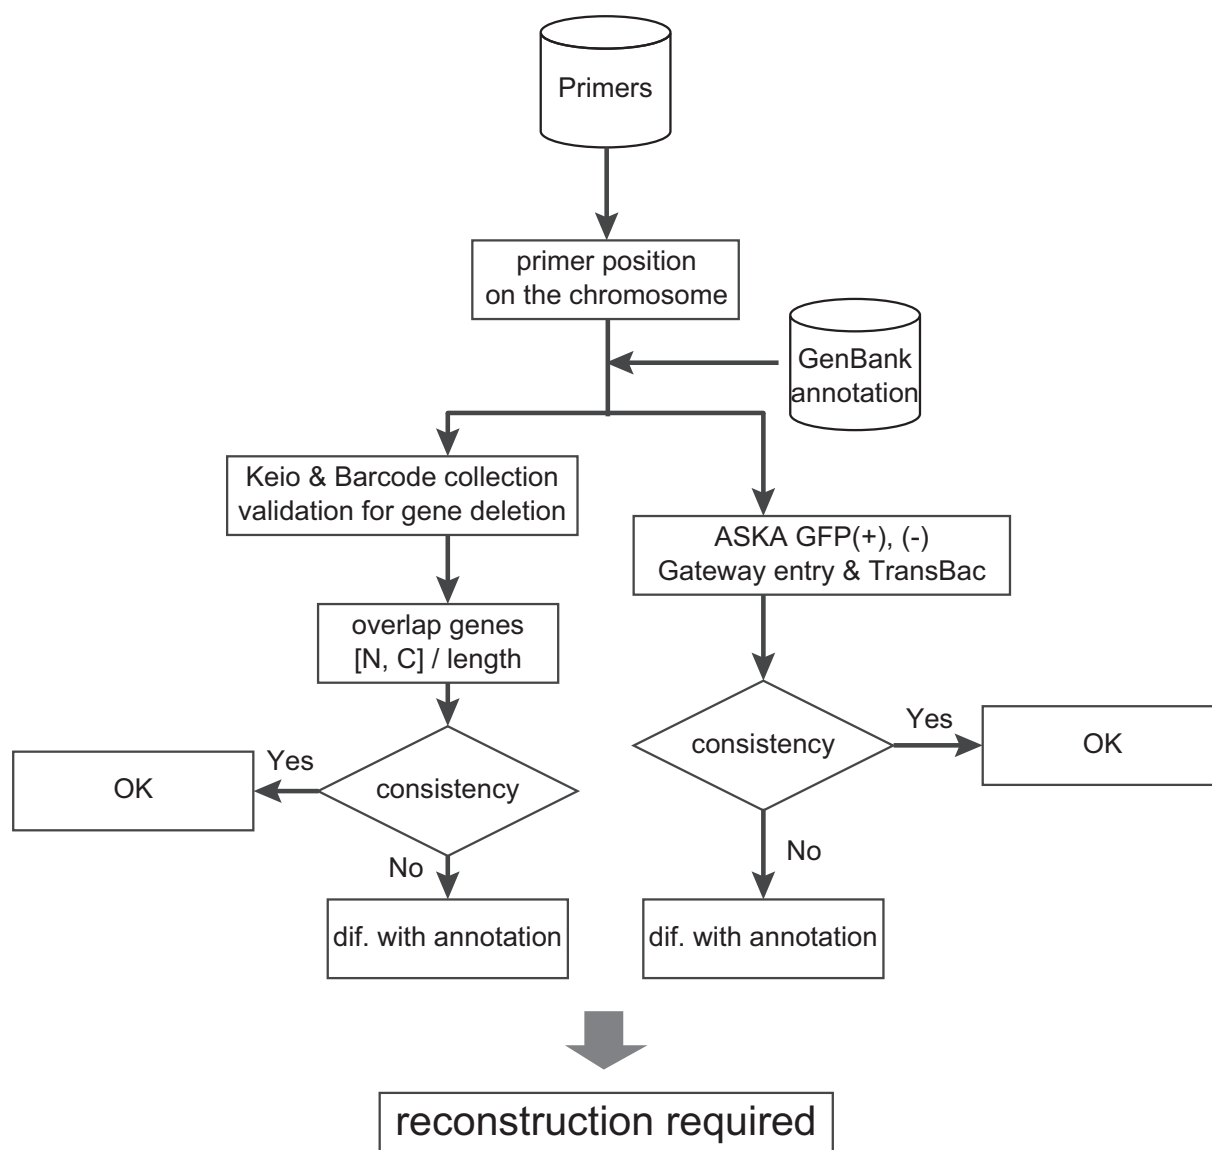 Primers
primer position
on the chromosome
GenBank
annotation
Keio & Barcode collection
validation for gene deletion
ASKA GFP(+), (-)
Gateway entry & TransBac
overlap genes
[N, C] / length
consistency
Yes
OK
consistency
Yes
OK
No
No
dif. with annotation
dif. with annotation
reconstruction required